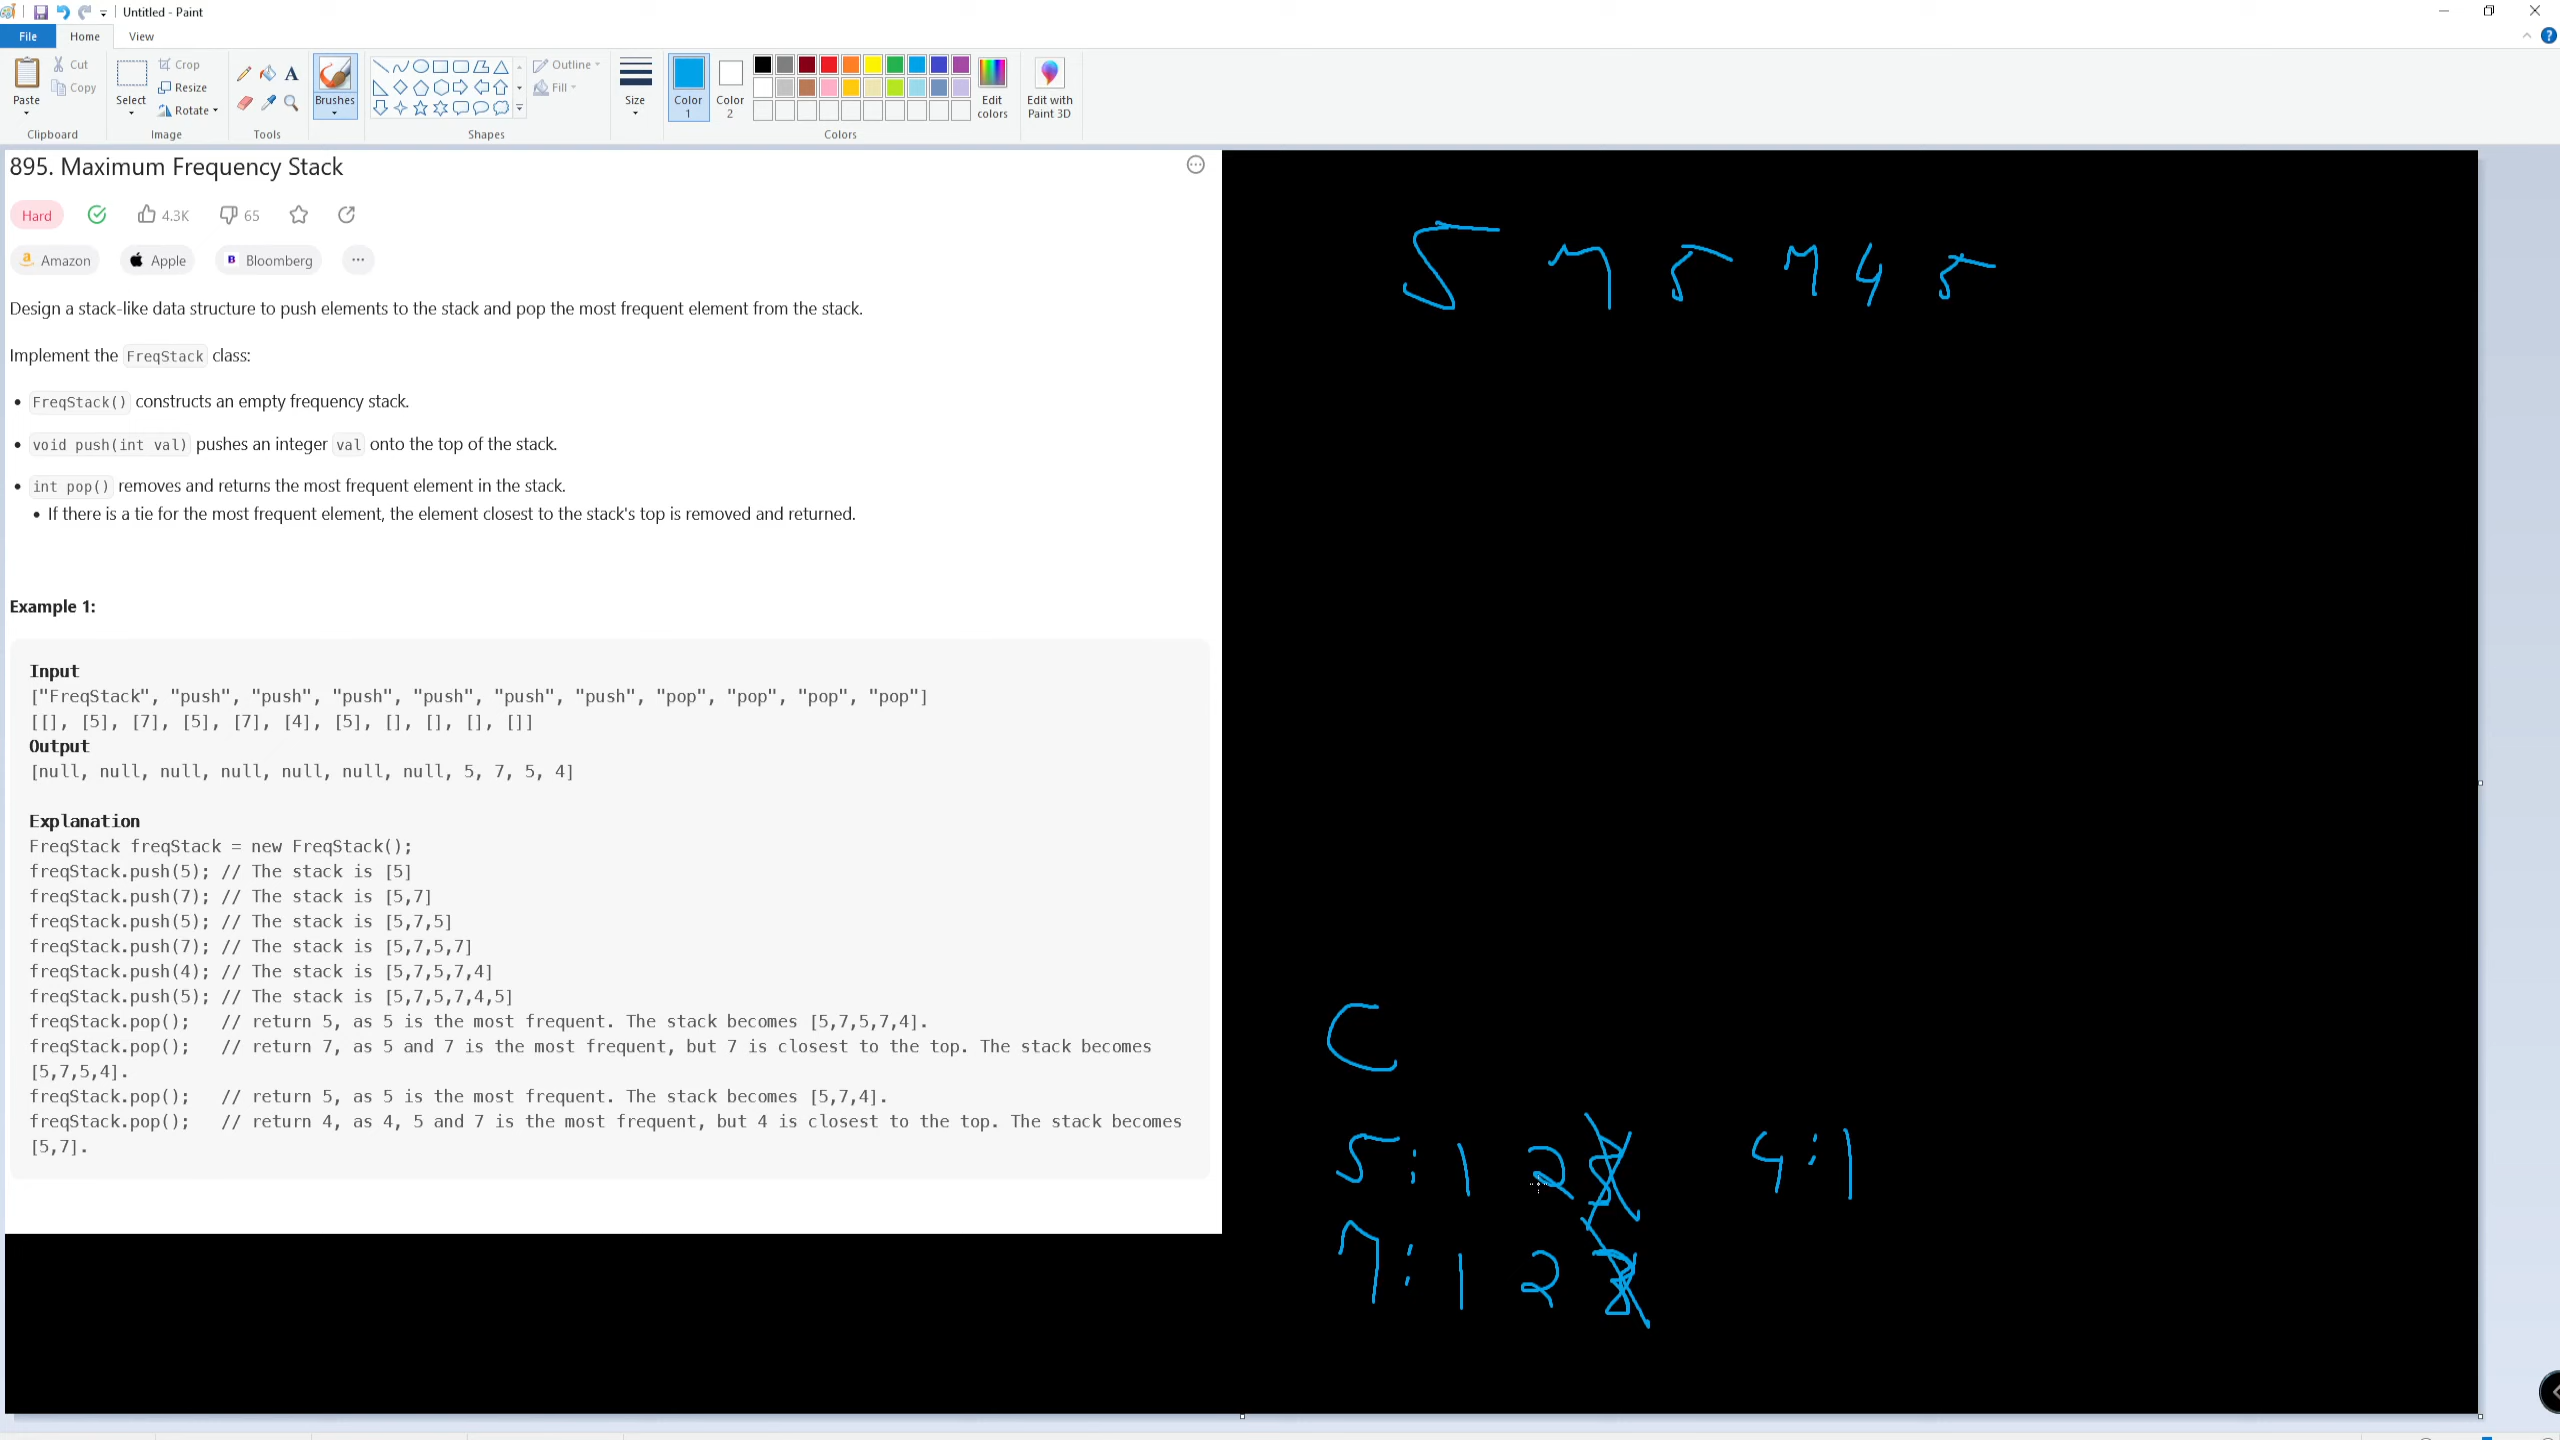 Untitled - Paint
File Home View
Paste Cut Copy Clipboard
Select Crop Resize Rotate Image
Tools
Brushes
Outline Fill Shapes
Size
Color 1 Color 2 Edit colors Colors
Edit with Paint 3D
895. Maximum Frequency Stack
Hard 4.3K 65
Amazon Apple Bloomberg
Design a stack-like data structure to push elements to the stack and pop the most frequent element from the stack.
Implement the FreqStack class:
• FreqStack() constructs an empty frequency stack.
• void push(int val) pushes an integer val onto the top of the stack.
• int pop() removes and returns the most frequent element in the stack.
• If there is a tie for the most frequent element, the element closest to the stack's top is removed and returned.
Example 1:
Input
["FreqStack", "push", "push", "push", "push", "push", "push", "pop", "pop", "pop", "pop"]
[[], [5], [7], [5], [7], [4], [5], [], [], [], []]
Output
[null, null, null, null, null, null, null, 5, 7, 5, 4]
Explanation
FreqStack freqStack = new FreqStack();
freqStack.push(5); // The stack is [5]
freqStack.push(7); // The stack is [5,7]
freqStack.push(5); // The stack is [5,7,5]
freqStack.push(7); // The stack is [5,7,5,7]
freqStack.push(4); // The stack is [5,7,5,7,4]
freqStack.push(5); // The stack is [5,7,5,7,4,5]
freqStack.pop();   // return 5, as 5 is the most frequent. The stack becomes [5,7,5,7,4].
freqStack.pop();   // return 7, as 5 and 7 is the most frequent, but 7 is closest to the top. The stack becomes
[5,7,5,4].
freqStack.pop();   // return 5, as 5 is the most frequent. The stack becomes [5,7,4].
freqStack.pop();   // return 4, as 4, 5 and 7 is the most frequent, but 4 is closest to the top. The stack becomes
[5,7].
5 7 5 7 4 5
C
5: 1 2 3 4:1
7: 1 2 3